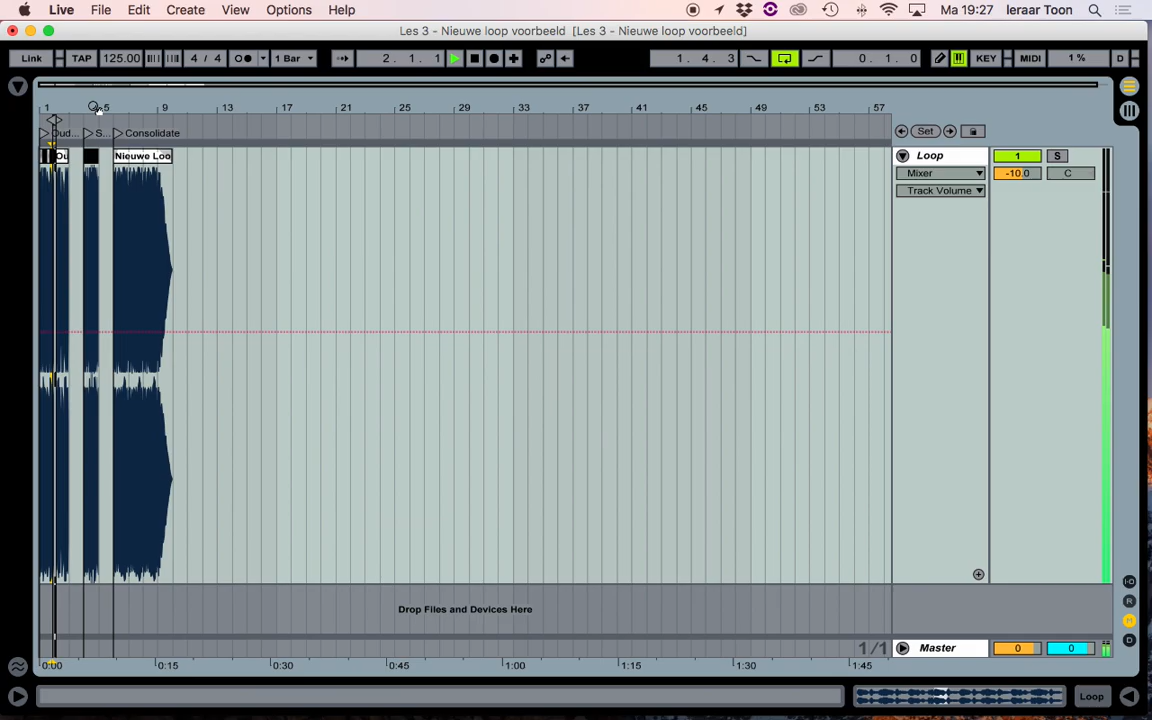 Live File Edit Create View Options Help Ma 19:27 leraar Toon
Les 3 - Nieuwe loop voorbeeld [Les 3 - Nieuwe loop voorbeeld]
Link TAP 125.00 4 / 4 1 Bar 2. 1. 1 1. 4. 3 0. 1. 0 KEY MIDI 1 % D
1 5 9 13 17 21 25 29 33 37 41 45 49 53 57
Oud... S... Consolidate Set
Ou Nieuwe Loo Loop 1 S
Mixer -10.0 C
Track Volume
I-O
R
M
D
Drop Files and Devices Here
1/1 Master 0 0
0:00 0:15 0:30 0:45 1:00 1:15 1:30 1:45
Loop